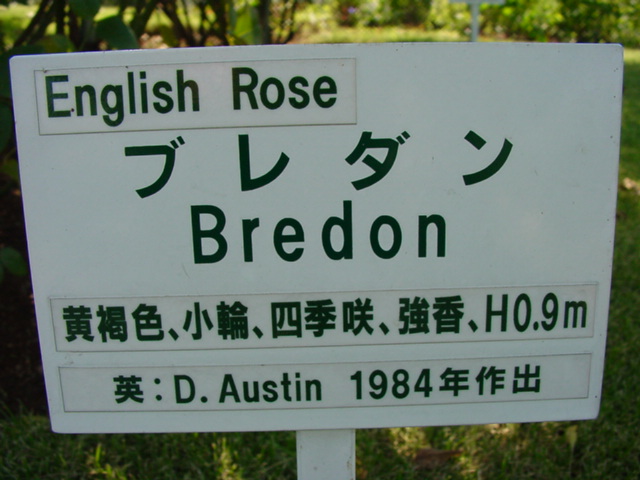 English Rose
ブレダン
Bredon
黄褐色、小輪、四季咲、強香、H0.9m
英：D. Austin 1984年作出